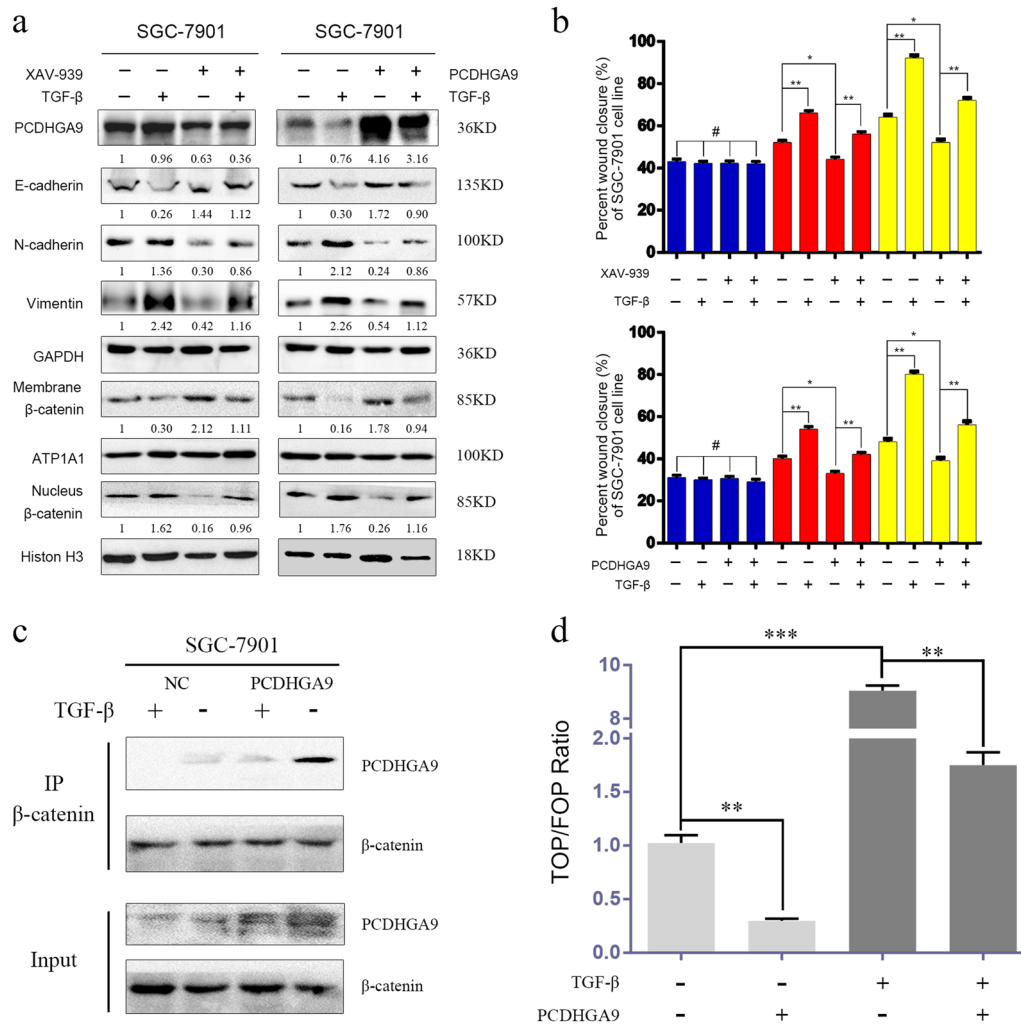 a
SGC-7901 SGC-7901
XAV-939 − − + + − − + + PCDHGA9
TGF-β − + − + − + − + TGF-β
PCDHGA9 36KD
1 0.96 0.63 0.36 1 0.76 4.16 3.16
E-cadherin 135KD
1 0.26 1.44 1.12 1 0.30 1.72 0.90
N-cadherin 100KD
1 1.36 0.30 0.86 1 2.12 0.24 0.86
Vimentin 57KD
1 2.42 0.42 1.16 1 2.26 0.54 1.12
GAPDH 36KD
Membrane
β-catenin 85KD
1 0.30 2.12 1.11 1 0.16 1.78 0.94
ATP1A1 100KD
Nucleus
β-catenin 85KD
1 1.62 0.16 0.96 1 1.76 0.26 1.16
Histon H3 18KD
b
Percent wound closure (%)
of SGC-7901 cell line
100
80
60
40
20
0
# * ** ** * ** **
XAV-939 − − + + − − + + − − + +
TGF-β − + − + − + − + − + − +
Percent wound closure (%)
of SGC-7901 cell line
100
80
60
40
20
0
# * ** ** * ** **
PCDHGA9 − − + + − − + + − − + +
TGF-β − + − + − + − + − + − +
c
SGC-7901
NC PCDHGA9
TGF-β + - + -
IP
β-catenin
PCDHGA9
β-catenin
Input
PCDHGA9
β-catenin
d
TOP/FOP Ratio
10
8
2.0
1.5
1.0
0.5
0.0
*** ** **
TGF-β - - + +
PCDHGA9 - + - +